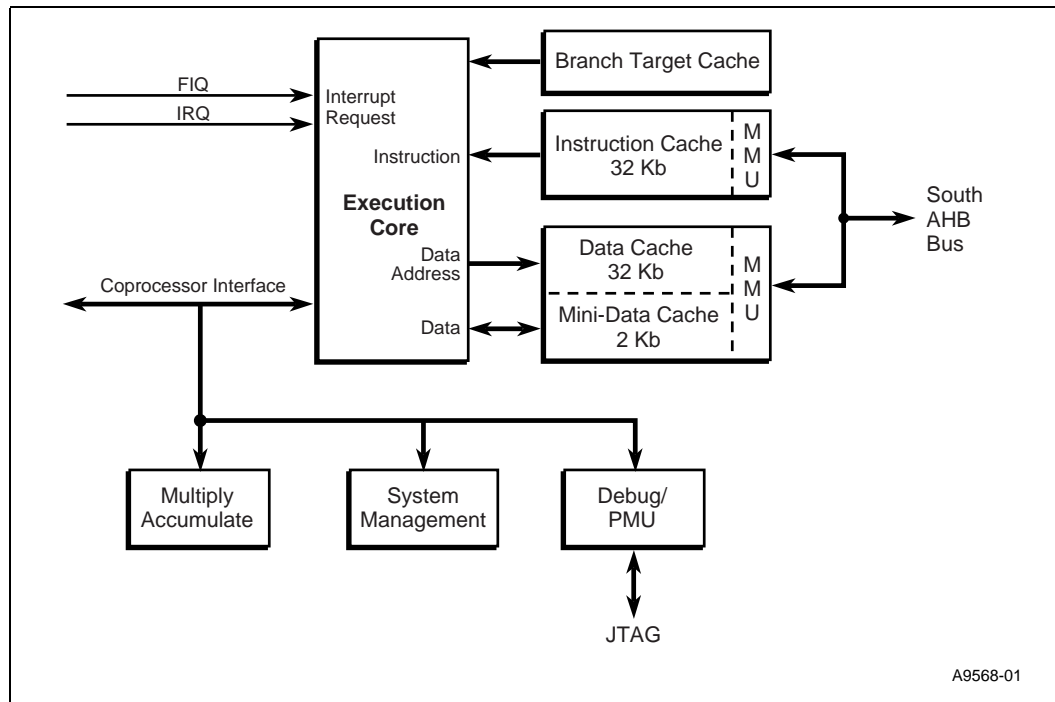 FIQ
IRQ
Interrupt
Request
Instruction
Execution
Core
Data
Address
Data
Coprocessor Interface
Branch Target Cache
Instruction Cache
32 Kb
M
M
U
Data Cache
32 Kb
Mini-Data Cache
2 Kb
M
M
U
South
AHB
Bus
Multiply
Accumulate
System
Management
Debug/
PMU
JTAG
A9568-01